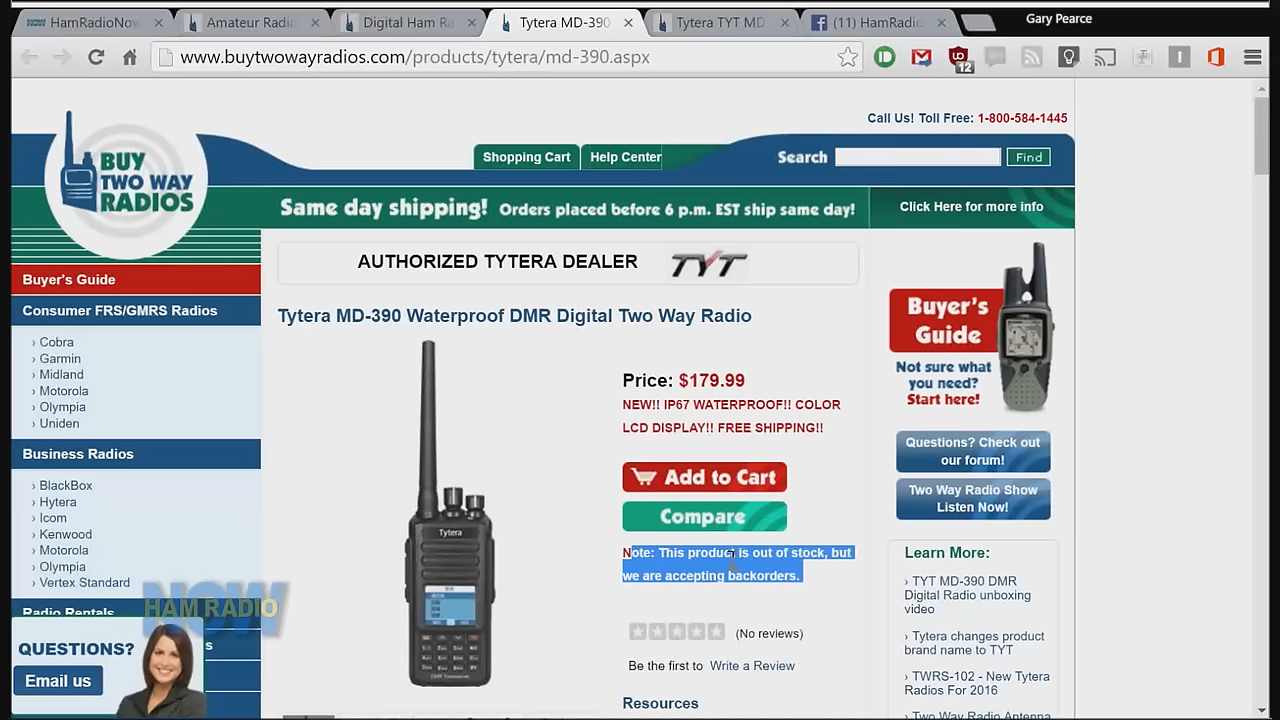 HamRadioNow
Amateur Radio
Digital Ham Ra
Tytera MD-390
Tytera TYT MD
(11) HamRadio
Gary Pearce
www.buytwowayradios.com/products/tytera/md-390.aspx
12
Call Us! Toll Free: 1-800-584-1445
BUY
TWO WAY
RADIOS
Shopping Cart
Help Center
Search
Find
Same day shipping! Orders placed before 6 p.m. EST ship same day!
Click Here for more info
AUTHORIZED TYTERA DEALER
TYT
Buyer's Guide
Consumer FRS/GMRS Radios
› Cobra
› Garmin
› Midland
› Motorola
› Olympia
› Uniden
Business Radios
› BlackBox
› Hytera
› Icom
› Kenwood
› Motorola
› Olympia
› Vertex Standard
Radio Rentals
HAM RADIO
NOW
s
QUESTIONS?
Email us
Tytera MD-390 Waterproof DMR Digital Two Way Radio
Tytera
Price: $179.99
NEW!! IP67 WATERPROOF!! COLOR
LCD DISPLAY!! FREE SHIPPING!!
Add to Cart
Compare
Note: This product is out of stock, but
we are accepting backorders.
(No reviews)
Be the first to Write a Review
Resources
Buyer's
Guide
Not sure what
you need?
Start here!
Questions? Check out
our forum!
Two Way Radio Show
Listen Now!
Learn More:
› TYT MD-390 DMR
Digital Radio unboxing
video
› Tytera changes product
brand name to TYT
› TWRS-102 - New Tytera
Radios For 2016
› Two Way Radio Antenna